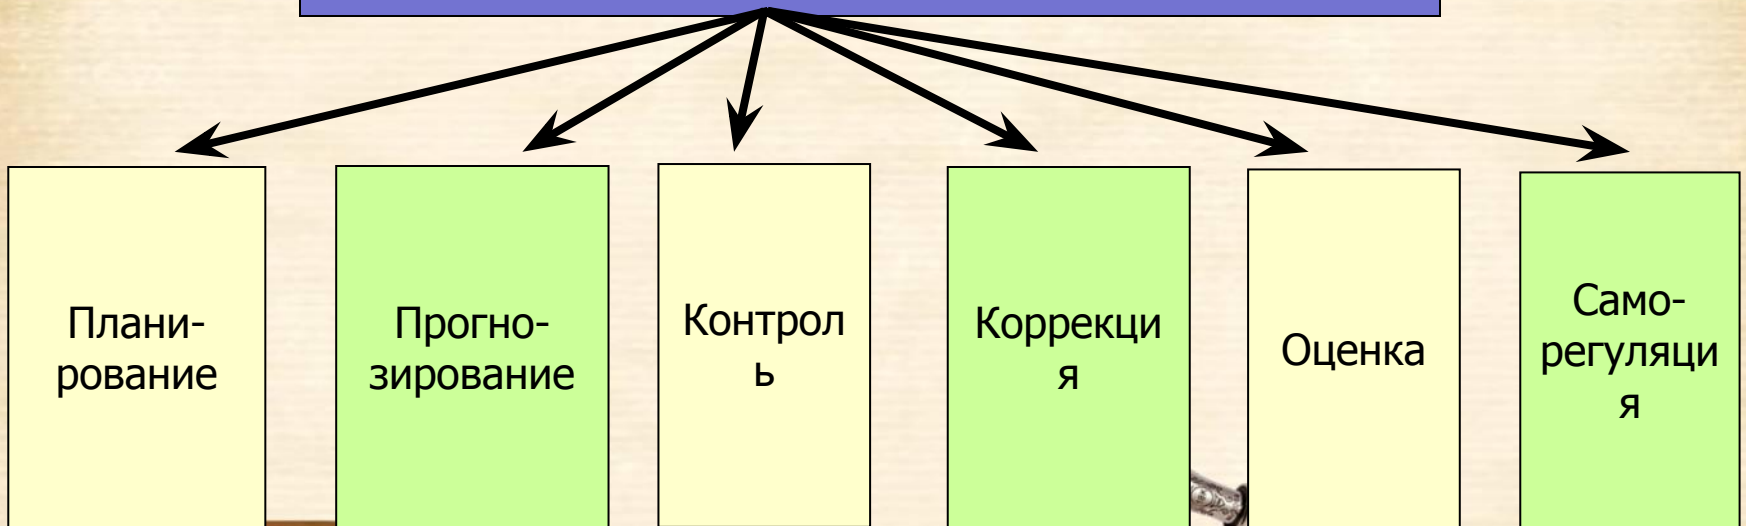 Плани-
рование
Прогно-
зирование
Контрол
ь
Коррекци
я
Оценка
Само-
регуляци
я